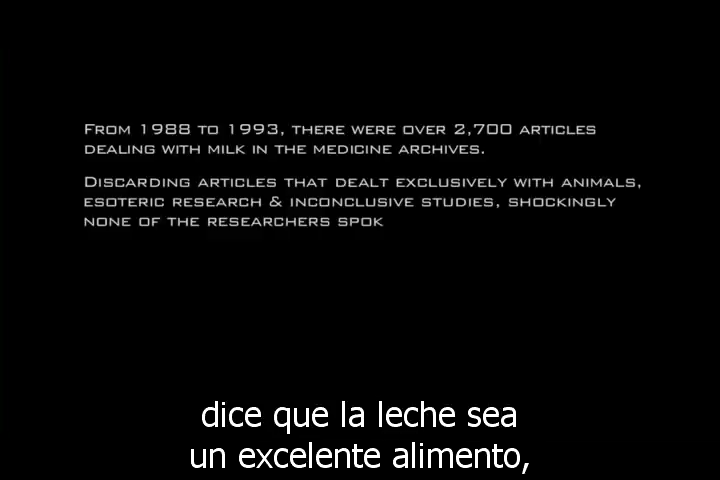 From 1988 to 1993, there were over 2,700 articles
dealing with milk in the medicine archives.
Discarding articles that dealt exclusively with animals,
esoteric research & inconclusive studies, shockingly
none of the researchers spok
dice que la leche sea
un excelente alimento,